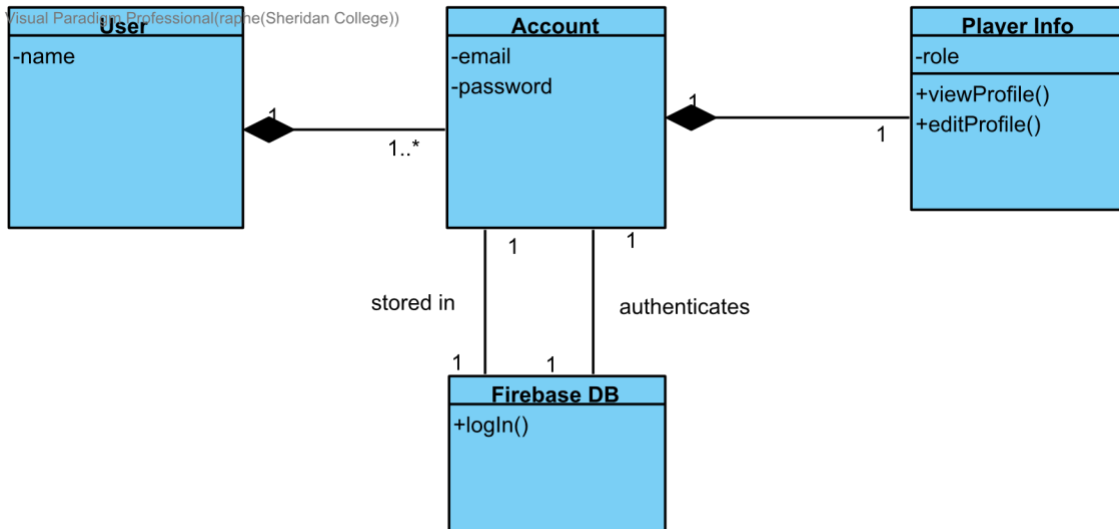 Visual Paradigm Professional(raphe(Sheridan College))
User
-name
1
1..*
Account
-email
-password
1
1
Player Info
-role
+viewProfile()
+editProfile()
1
1
stored in
authenticates
1
1
Firebase DB
+logIn()